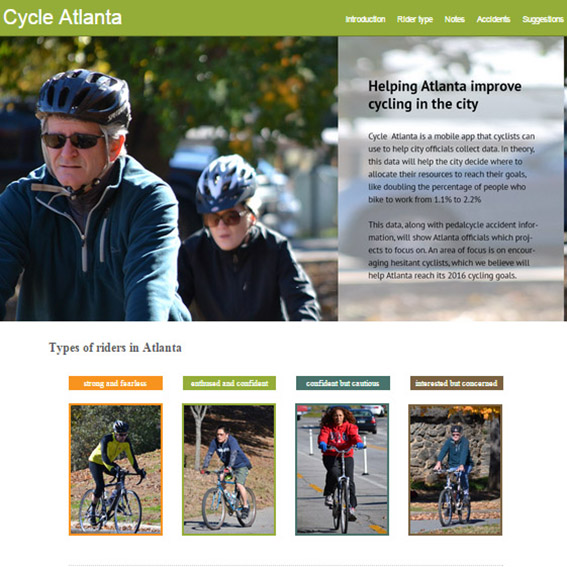 Cycle Atlanta
Introduction Rider type Notes Accidents Suggestions
Helping Atlanta improve
cycling in the city
Cycle Atlanta is a mobile app that cyclists can
use to help city officials collect data. In theory,
this data will help the city decide where to
allocate their resources to reach their goals,
like doubling the percentage of people who
bike to work from 1.1% to 2.2%
This data, along with pedalcycle accident infor-
mation, will show Atlanta officials which proj-
ects to focus on. An area of focus is on encour-
aging hesitant cyclists, which we believe will
help Atlanta reach its 2016 cycling goals.
Types of riders in Atlanta
strong and fearless
enthused and confident
confident but cautious
interested but concerned